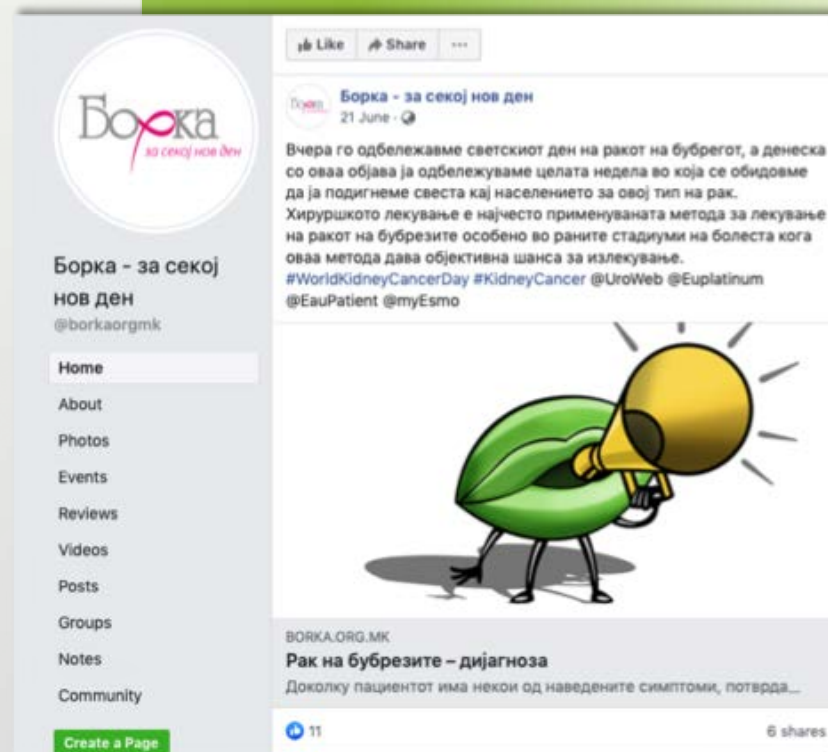 Борка
за секој нов ден
Борка - за секој
нов ден
@borkaorgmk
Home
About
Photos
Events
Reviews
Videos
Posts
Groups
Notes
Community
Create a Page
Like Share ...
Борка - за секој нов ден
21 June ·
Вчера го одбележавме светскиот ден на ракот на бубрегот, а денеска
со оваа објава ја одбележуваме целата недела во која се обидовме
да ја подигнеме свеста кај населението за овој тип на рак.
Хируршкото лекување е најчесто применуваната метода за лекување
на ракот на бубрезите особено во раните стадиуми на болеста кога
оваа метода дава објективна шанса за излекување.
#WorldKidneyCancerDay #KidneyCancer @UroWeb @Euplatinum
@EauPatient @myEsmo
BORKA.ORG.MK
Рак на бубрезите – дијагноза
Доколку пациентот има некои од наведените симптоми, потврда...
11
6 shares